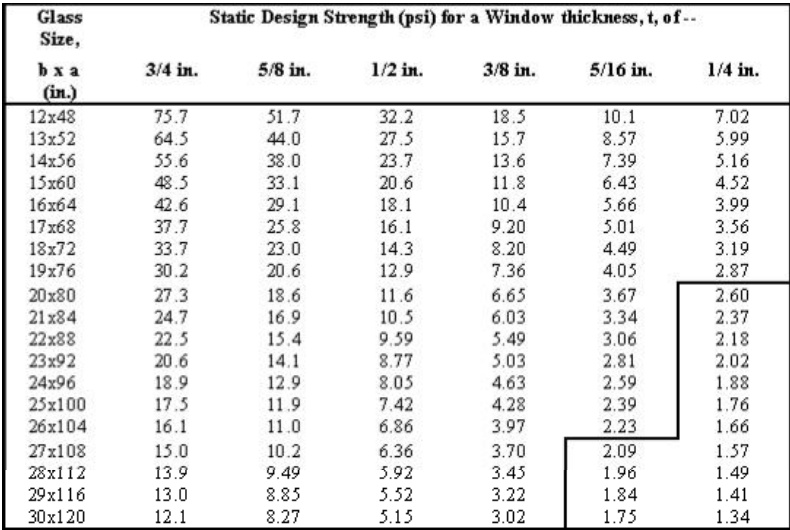 Glass Size, Static Design Strength (psi) for a Window thickness, t, of --
b x a (in.) 3/4 in. 5/8 in. 1/2 in. 3/8 in. 5/16 in. 1/4 in.
12x48 75.7 51.7 32.2 18.5 10.1 7.02
13x52 64.5 44.0 27.5 15.7 8.57 5.99
14x56 55.6 38.0 23.7 13.6 7.39 5.16
15x60 48.5 33.1 20.6 11.8 6.43 4.52
16x64 42.6 29.1 18.1 10.4 5.66 3.99
17x68 37.7 25.8 16.1 9.20 5.01 3.56
18x72 33.7 23.0 14.3 8.20 4.49 3.19
19x76 30.2 20.6 12.9 7.36 4.05 2.87
20x80 27.3 18.6 11.6 6.65 3.67 2.60
21x84 24.7 16.9 10.5 6.03 3.34 2.37
22x88 22.5 15.4 9.59 5.49 3.06 2.18
23x92 20.6 14.1 8.77 5.03 2.81 2.02
24x96 18.9 12.9 8.05 4.63 2.59 1.88
25x100 17.5 11.9 7.42 4.28 2.39 1.76
26x104 16.1 11.0 6.86 3.97 2.23 1.66
27x108 15.0 10.2 6.36 3.70 2.09 1.57
28x112 13.9 9.49 5.92 3.45 1.96 1.49
29x116 13.0 8.85 5.52 3.22 1.84 1.41
30x120 12.1 8.27 5.15 3.02 1.75 1.34